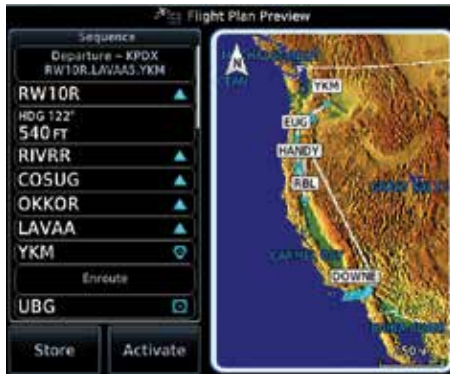 Flight Plan Preview
Sequence
Departure – KPDX
RW10R.LAVAA5.YKM
RW10R
HDG 122°
540 FT
RIVRR
COSUG
OKKOR
LAVAA
YKM
Enroute
UBG
Store
Activate
N
YKM
EUG
HANDY
RBL
DOWNE